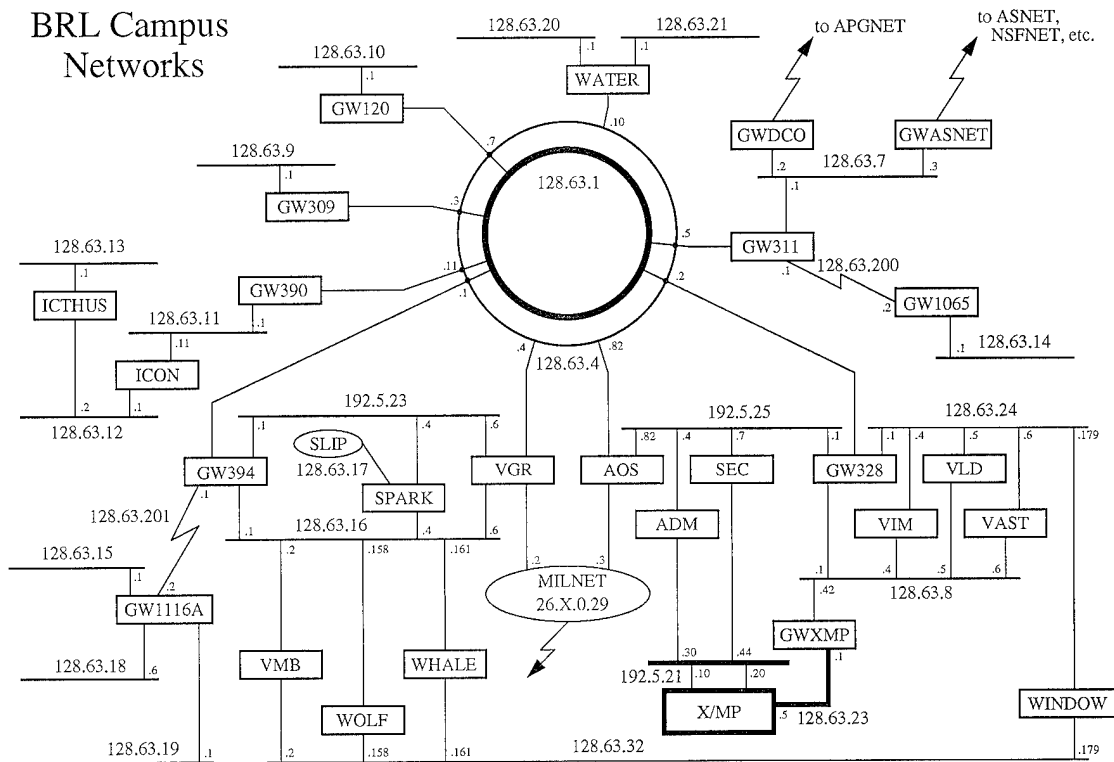 BRL Campus
Networks
128.63.20
128.63.21
.1
.1
WATER
.10
to APGNET
to ASNET,
NSFNET, etc.
128.63.10
.1
GW120
.7
GWDCO
GWASNET
.2
128.63.7
.3
.1
128.63.9
.1
GW309
.3
128.63.1
.5
GW311
.1
128.63.200
.2
GW1065
.1
128.63.14
128.63.13
.1
ICTHUS
.2
GW390
.11
.1
.1
128.63.11
.11
ICON
.1
128.63.12
.2
.4
128.63.4
.82
192.5.23
.1
.4
.6
SLIP
128.63.17
GW394
.1
SPARK
VGR
AOS
192.5.25
.82
.4
.7
.1
SEC
ADM
GW328
128.63.24
.1
.4
.5
.6
.179
VLD
VIM
VAST
128.63.201
.1
128.63.16
.4
.6
.2
.158
.161
.2
.3
MILNET
26.X.0.29
.1
.4
.5
.6
.42
128.63.8
128.63.15
.1
.2
GW1116A
128.63.18
.6
VMB
WHALE
WOLF
GWXMP
.1
.30
.44
192.5.21
.10
.20
X/MP
.5
128.63.23
WINDOW
128.63.19
.1
.2
.158
.161
128.63.32
.179